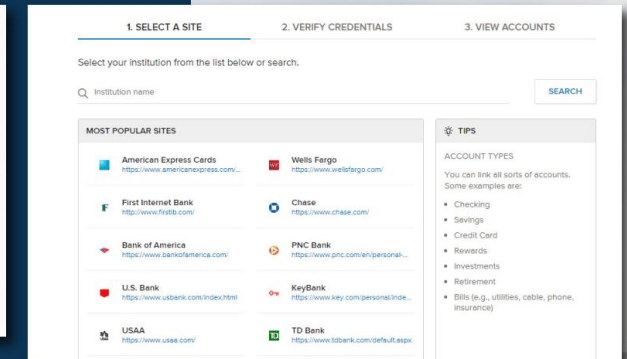 1. SELECT A SITE
2. VERIFY CREDENTIALS
3. VIEW ACCOUNTS
Select your institution from the list below or search.
Institution name
SEARCH
MOST POPULAR SITES
American Express Cards
https://www.americanexpress.com/...
Wells Fargo
https://www.wellsfargo.com/
First Internet Bank
http://www.firstib.com/
Chase
https://www.chase.com/
Bank of America
https://www.bankofamerica.com/
PNC Bank
https://www.pnc.com/en/personal-...
U.S. Bank
https://www.usbank.com/index.html
KeyBank
https://www.key.com/personal/inde...
USAA
https://www.usaa.com/
TD Bank
https://www.tdbank.com/default.aspx
TIPS
ACCOUNT TYPES
You can link all sorts of accounts.
Some examples are:
• Checking
• Savings
• Credit Card
• Rewards
• Investments
• Retirement
• Bills (e.g., utilities, cable, phone,
insurance)